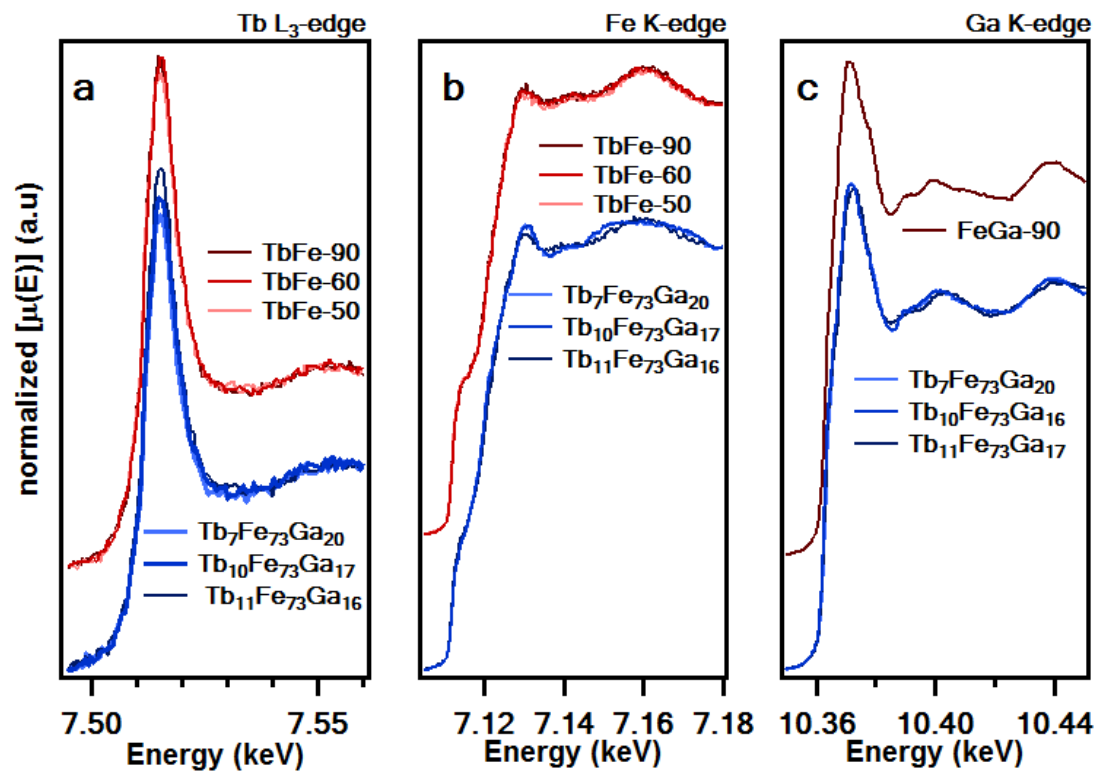 Tb L₃-edge
Fe K-edge
Ga K-edge
normalized [μ(E)] (a.u)
a
TbFe-90
TbFe-60
TbFe-50
Tb₇Fe₇₃Ga₂₀
Tb₁₀Fe₇₃Ga₁₇
Tb₁₁Fe₇₃Ga₁₆
7.50
7.56
Energy (keV)
b
TbFe-90
TbFe-60
TbFe-50
Tb₇Fe₇₃Ga₂₀
Tb₁₀Fe₇₃Ga₁₇
Tb₁₁Fe₇₃Ga₁₆
7.12
7.14
7.16
7.18
Energy (keV)
c
FeGa-90
Tb₇Fe₇₃Ga₂₀
Tb₁₀Fe₇₃Ga₁₆
Tb₁₁Fe₇₃Ga₁₇
10.36
10.40
10.44
Energy (keV)